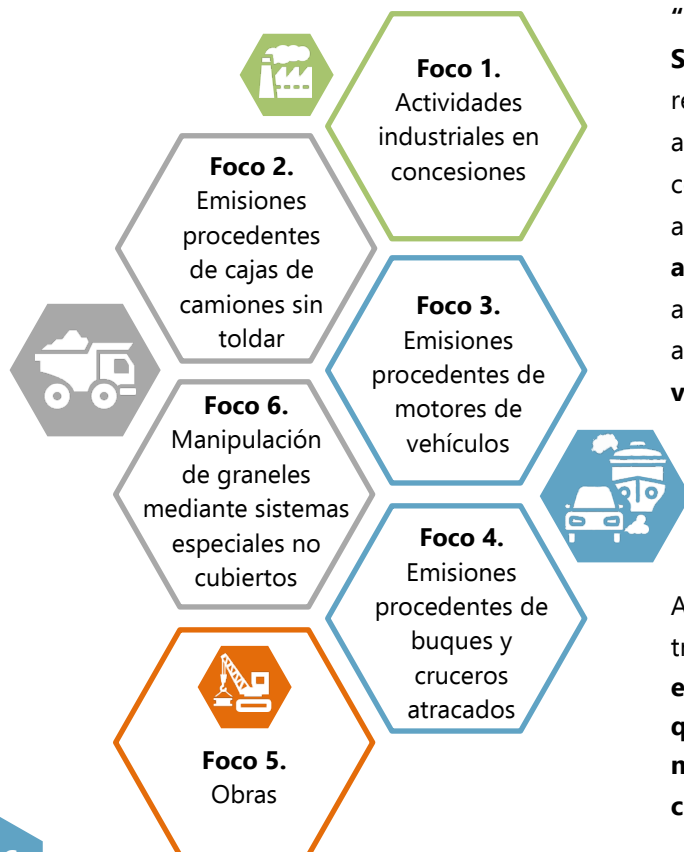 Foco 1.
Actividades
industriales en
concesiones
Foco 2.
Emisiones
procedentes
de cajas de
camiones sin
toldar
Foco 3.
Emisiones
procedentes de
motores de
vehículos
Foco 6.
Manipulación
de graneles
mediante sistemas
especiales no
cubiertos
Foco 4.
Emisiones
procedentes de
buques y
cruceros
atracados
Foco 5.
Obras